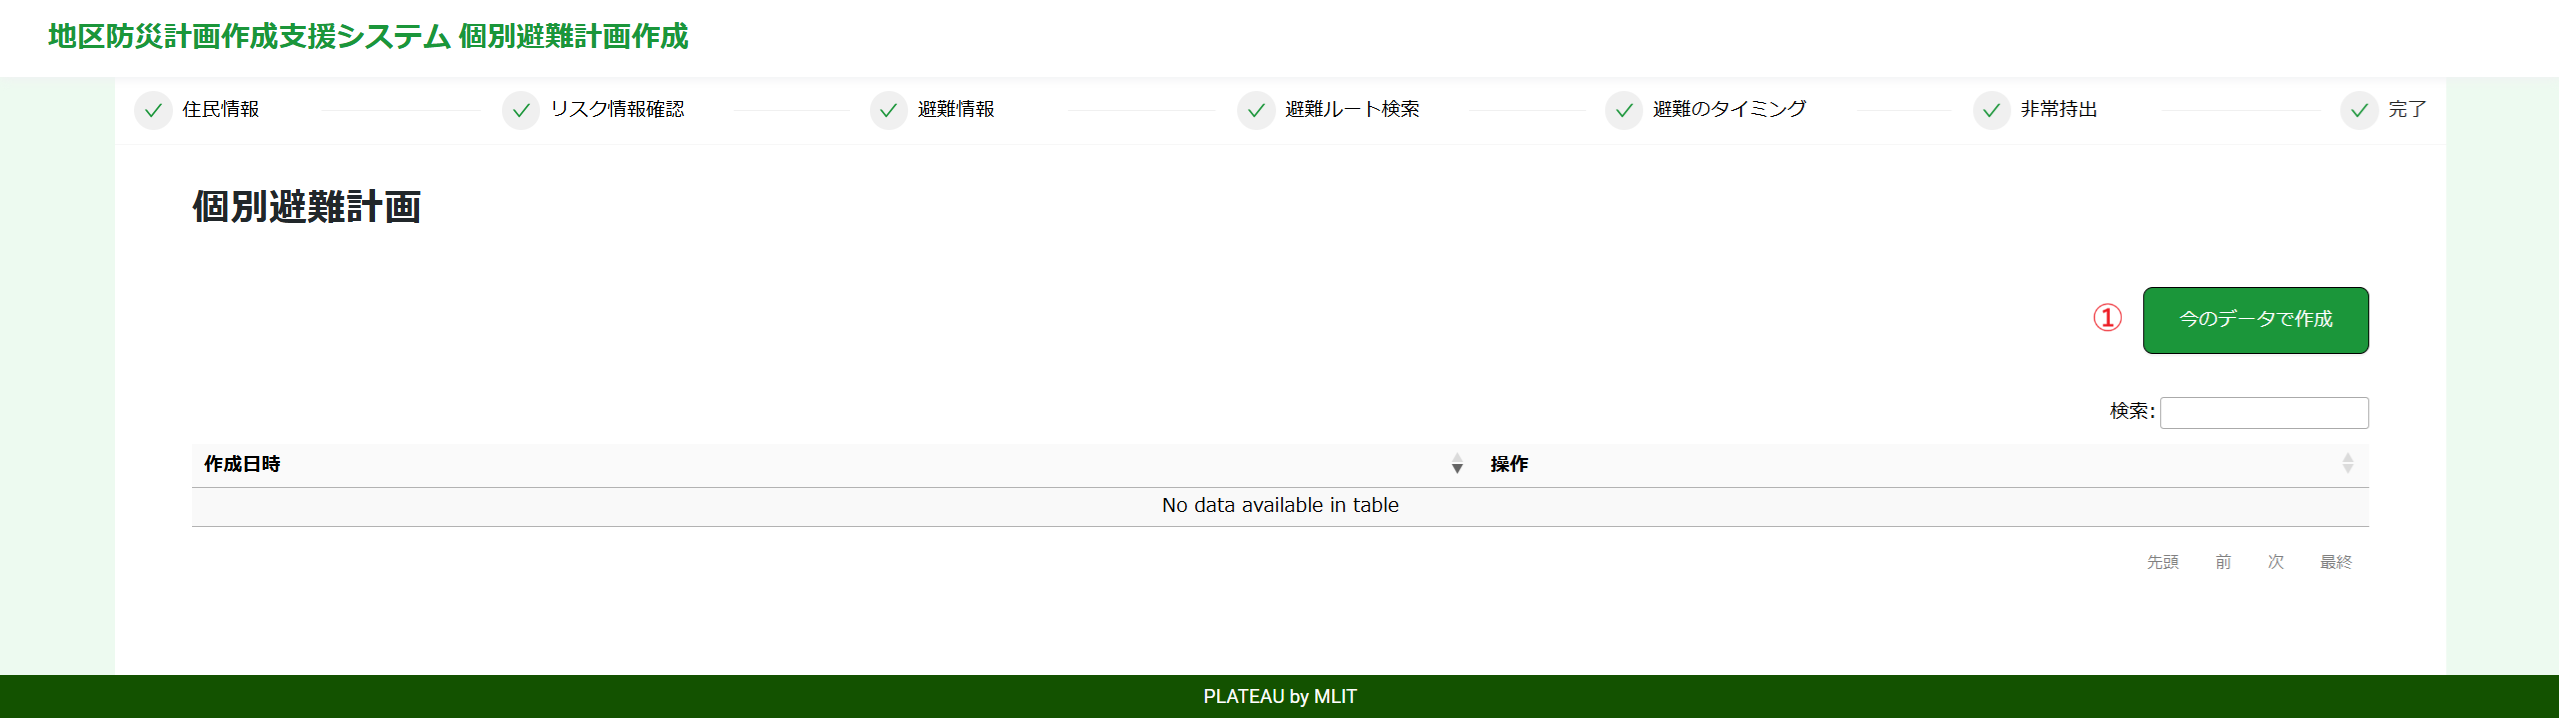 地区防災計画作成支援システム 個別避難計画作成
住民情報 リスク情報確認 避難情報 避難ルート検索 避難のタイミング 非常持出 完了
個別避難計画
① 今のデータで作成
検索:
作成日時 操作
No data available in table
先頭 前 次 最終
PLATEAU by MLIT